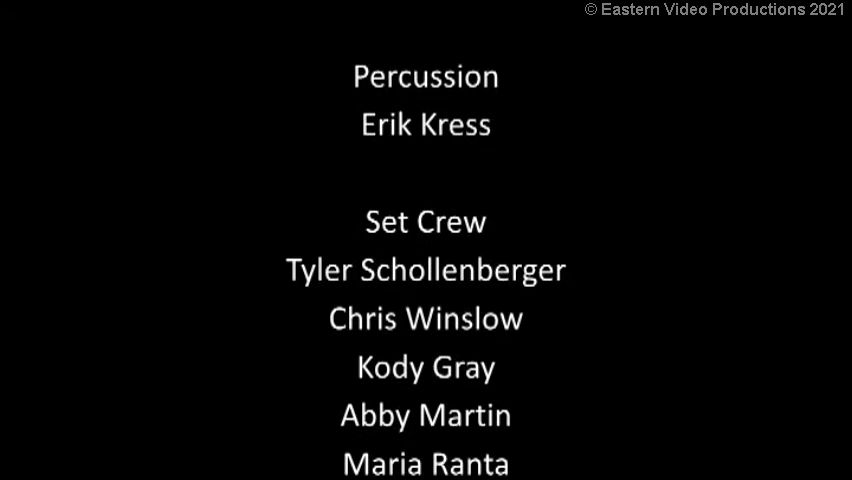 © Eastern Video Productions 2021
Percussion
Erik Kress
Set Crew
Tyler Schollenberger
Chris Winslow
Kody Gray
Abby Martin
Maria Ranta